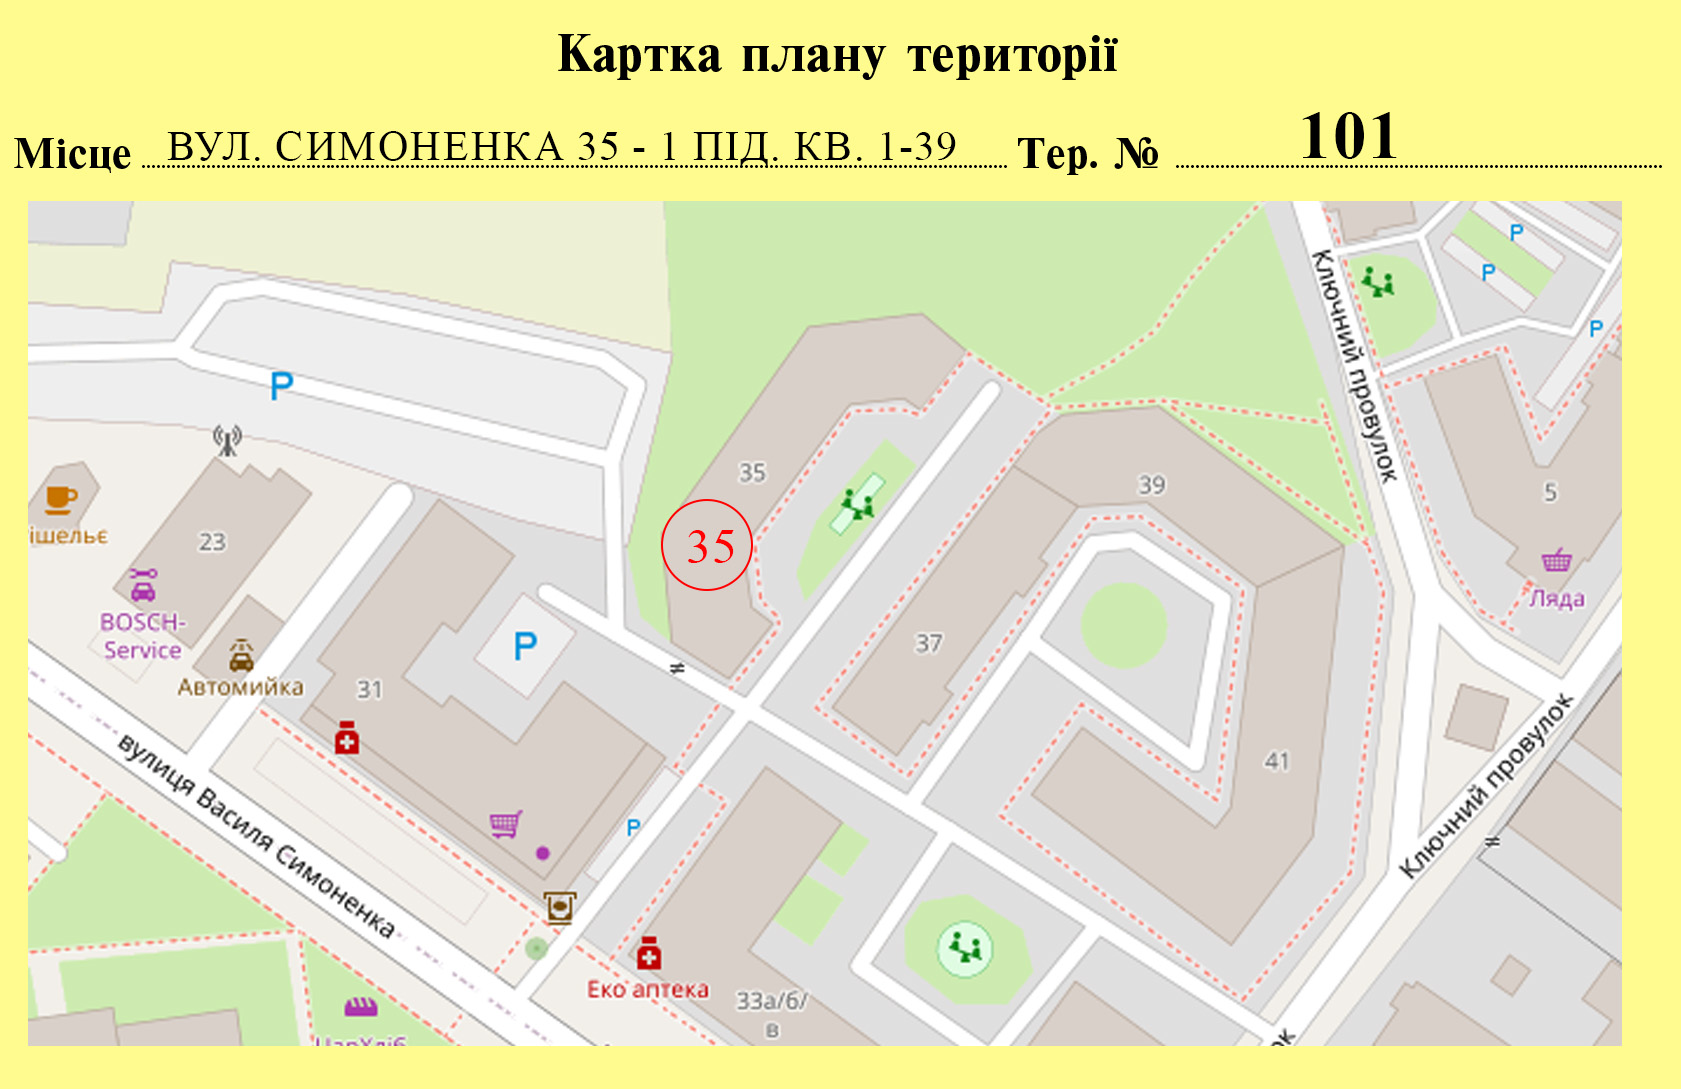 Картка плану території
Місце ВУЛ. СИМОНЕНКА 35 - 1 ПІД. КВ. 1-39 Тер. № 101
P
P
P
P
Ключний провулок
35
39
5
35
23
ішельє
BOSCH-
Service
Ляда
37
P
31
Автомийка
41
вулиця Василя Симоненка
Ключний провулок
P
Еко аптека
33а/б/
в
ЦарХліб
ок